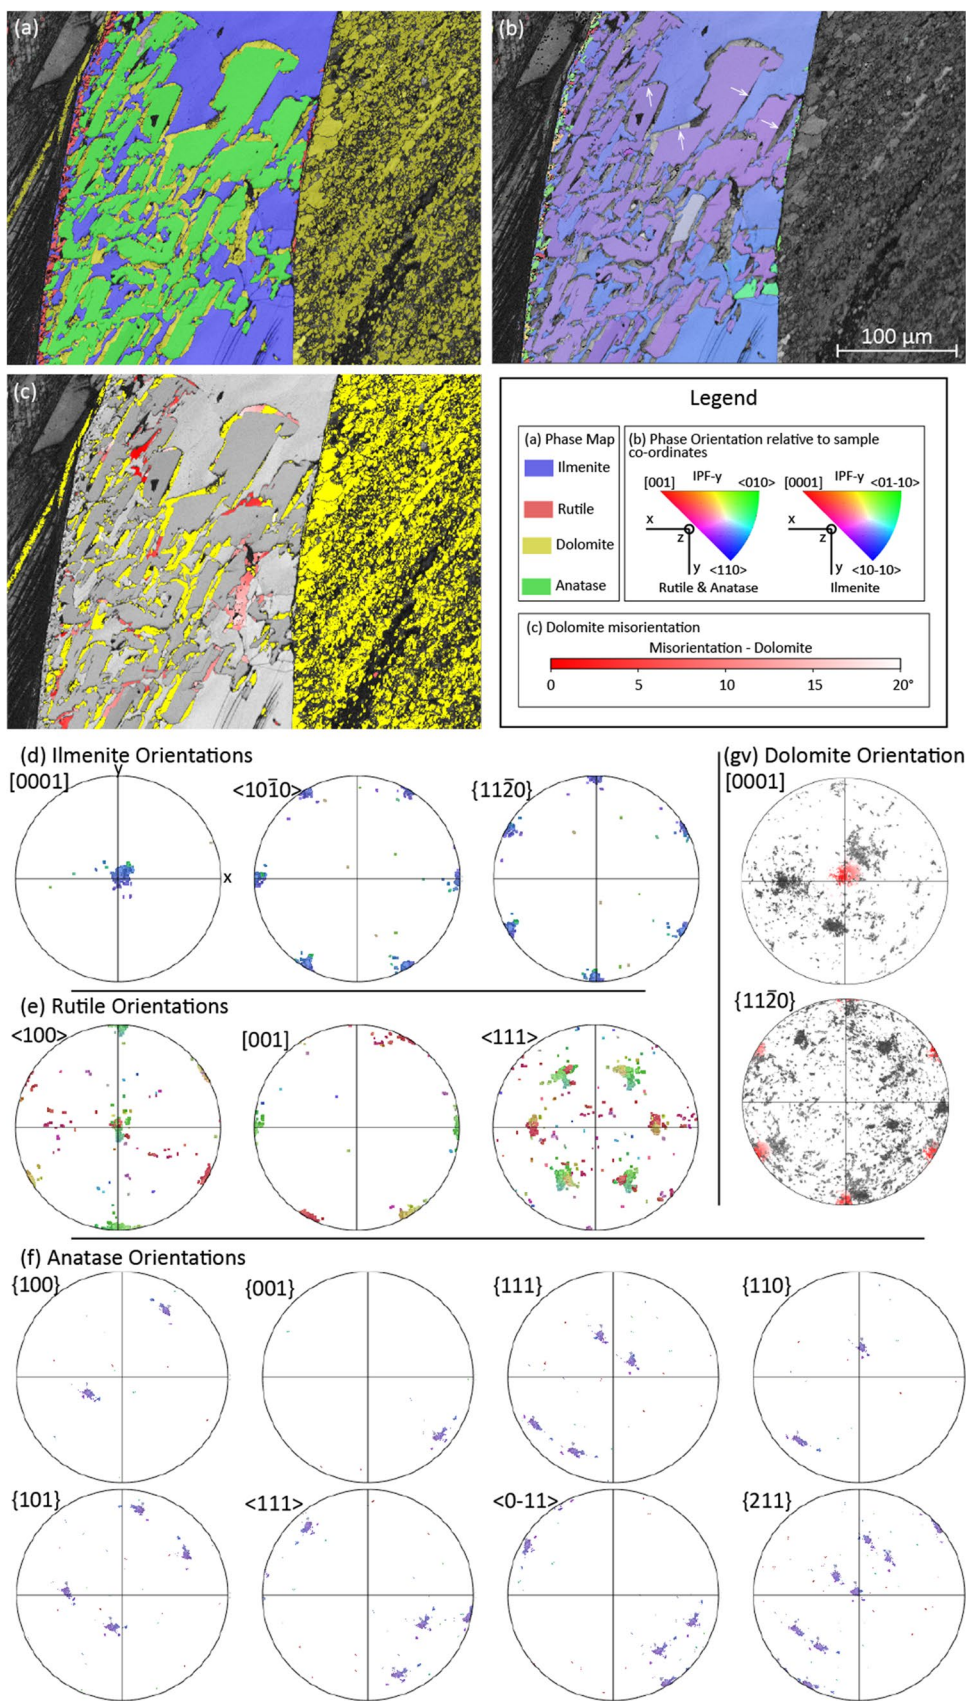 (a)
(b)
100 µm
(c)
Legend
(a) Phase Map
Ilmenite
Rutile
Dolomite
Anatase
(b) Phase Orientation relative to sample
co-ordinates
[001] IPF-y <010>
x
z
y
<110>
Rutile & Anatase
[0001] IPF-y <01-10>
x
z
y
<10-10>
Ilmenite
(c) Dolomite misorientation
Misorientation - Dolomite
0 5 10 15 20°
(d) Ilmenite Orientations
[0001]
y
x
<101̄0>
{112̄0}
(gv) Dolomite Orientation
[0001]
{112̄0}
(e) Rutile Orientations
<100>
[001]
<111>
(f) Anatase Orientations
{100}
{001}
{111}
{110}
{101}
<111>
<0-11>
{211}